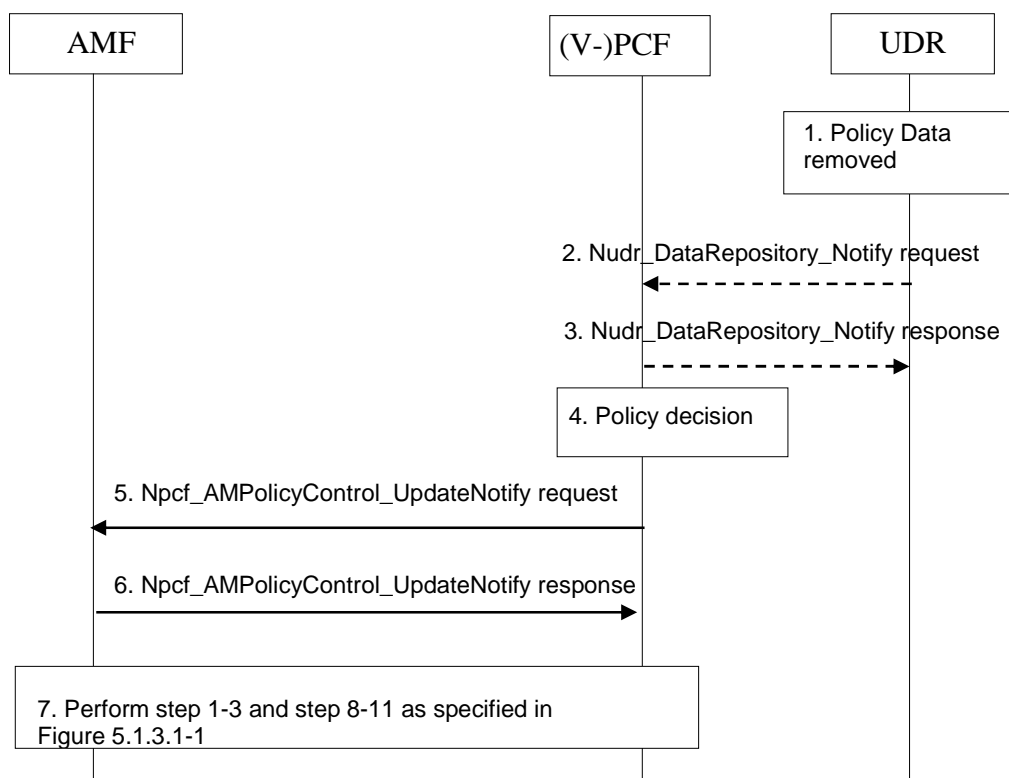 AMF
(V-)PCF
UDR
1. Policy Data
removed
2. Nudr_DataRepository_Notify request
3. Nudr_DataRepository_Notify response
4. Policy decision
5. Npcf_AMPolicyControl_UpdateNotify request
6. Npcf_AMPolicyControl_UpdateNotify response
7. Perform step 1-3 and step 8-11 as specified in
Figure 5.1.3.1-1